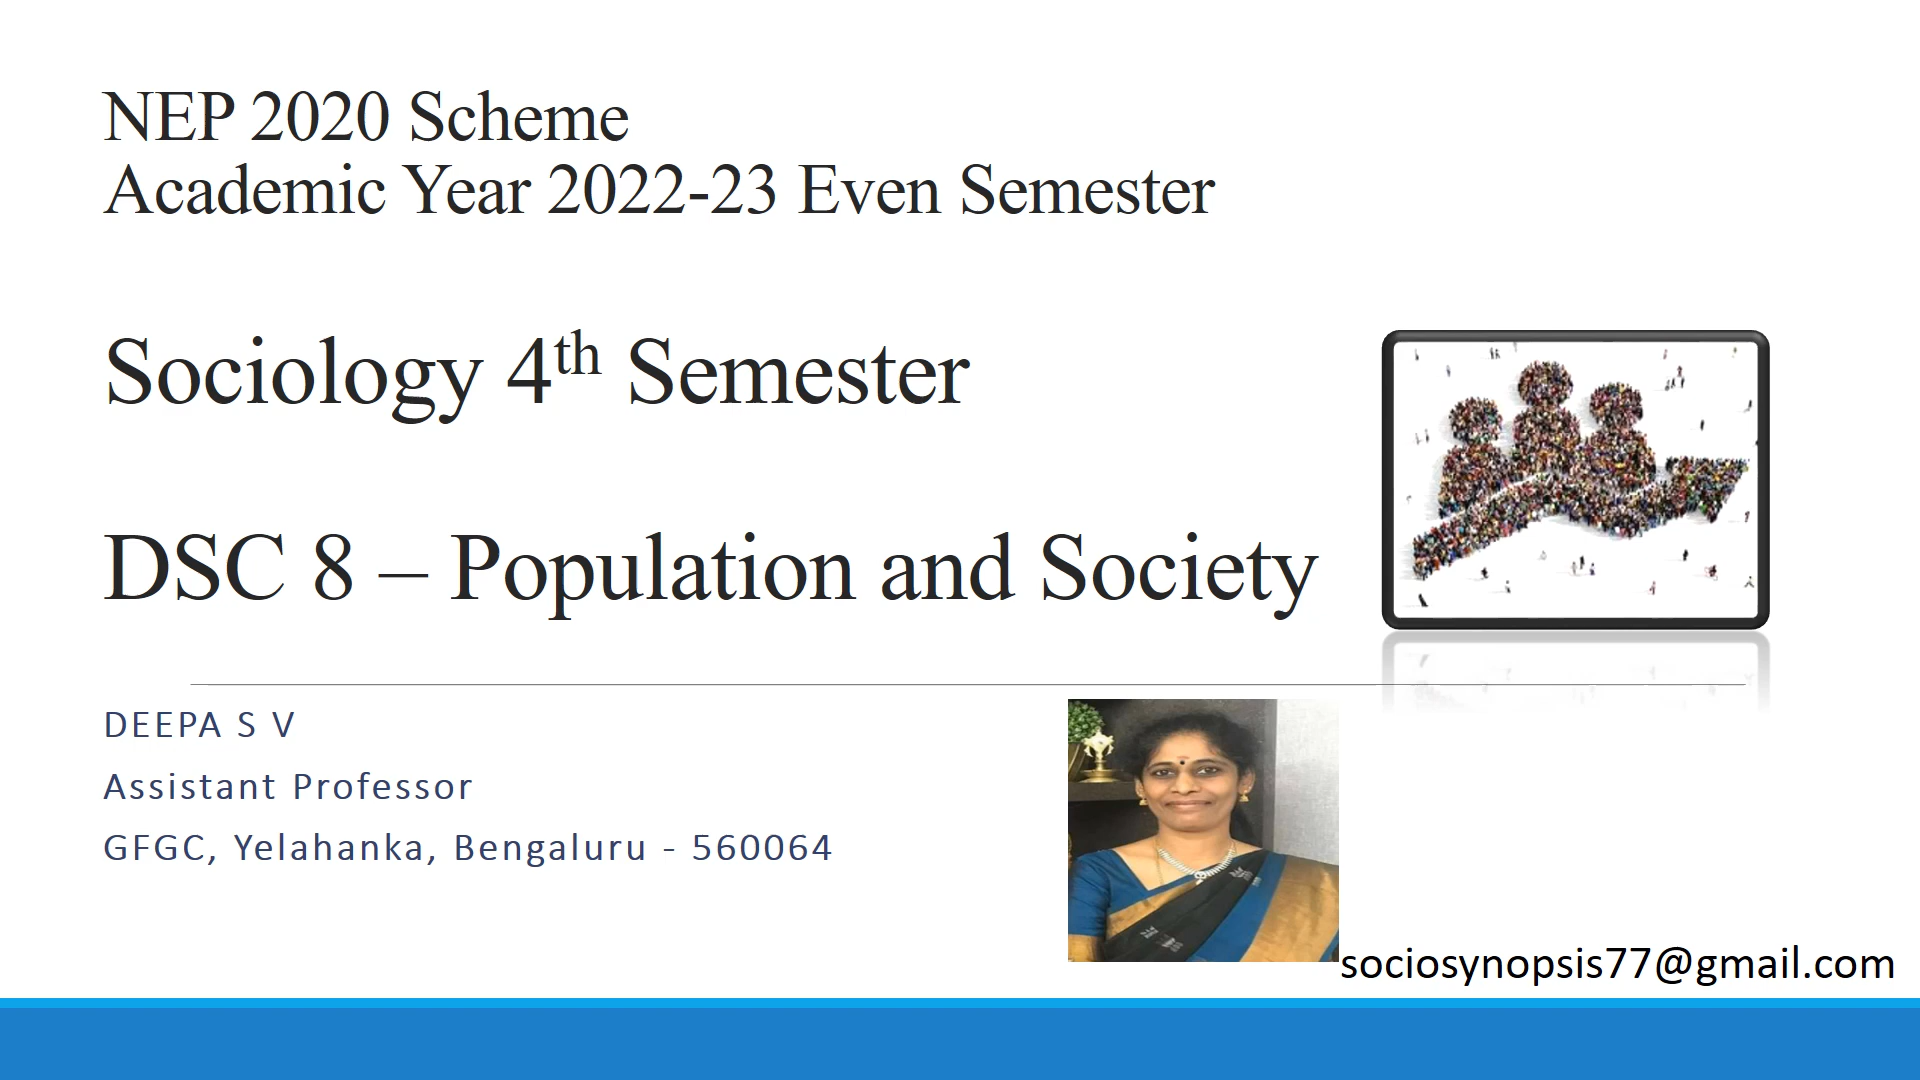 NEP 2020 Scheme
Academic Year 2022-23 Even Semester
Sociology 4th Semester
DSC 8 – Population and Society
DEEPA S V
Assistant Professor
GFGC, Yelahanka, Bengaluru - 560064
sociosynopsis77@gmail.com